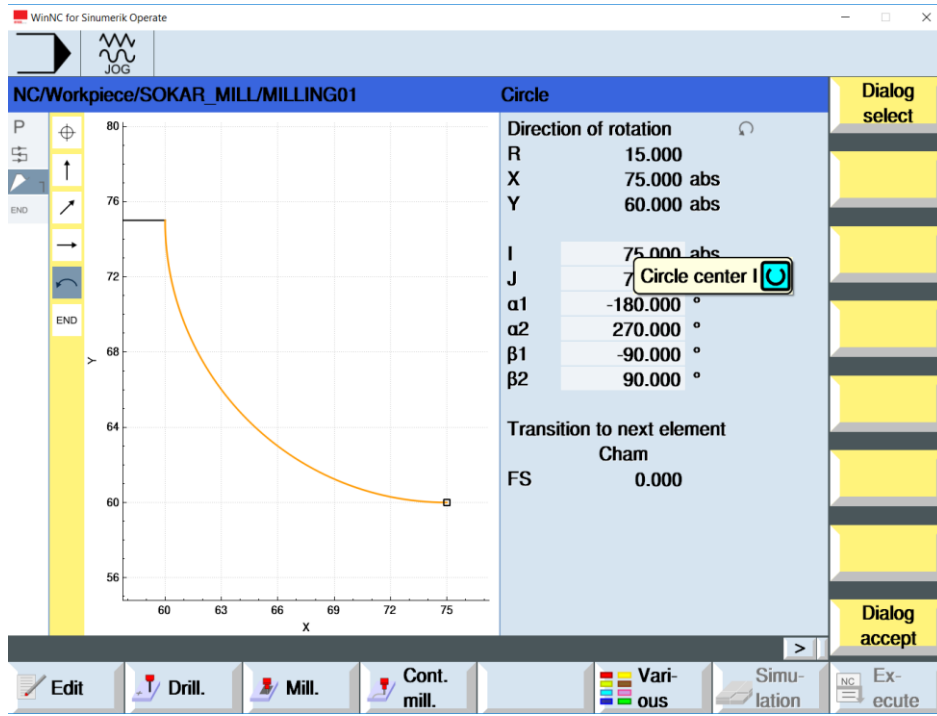 WinNC for Sinumerik Operate
JOG
NC/Workpiece/SOKAR_MILL/MILLING01
Circle
Dialog
select
P
END
END
80
76
72
68
64
60
56
Y
60 63 66 69 72 75
X
Direction of rotation
R 15.000
X 75.000 abs
Y 60.000 abs
I 75.000 abs
J 7
Circle center I
α1 -180.000 °
α2 270.000 °
β1 -90.000 °
β2 90.000 °
Transition to next element
Cham
FS 0.000
Dialog
accept
>
Edit
Drill.
Mill.
Cont.
mill.
Vari-
ous
Simu-
lation
NC
Ex-
ecute